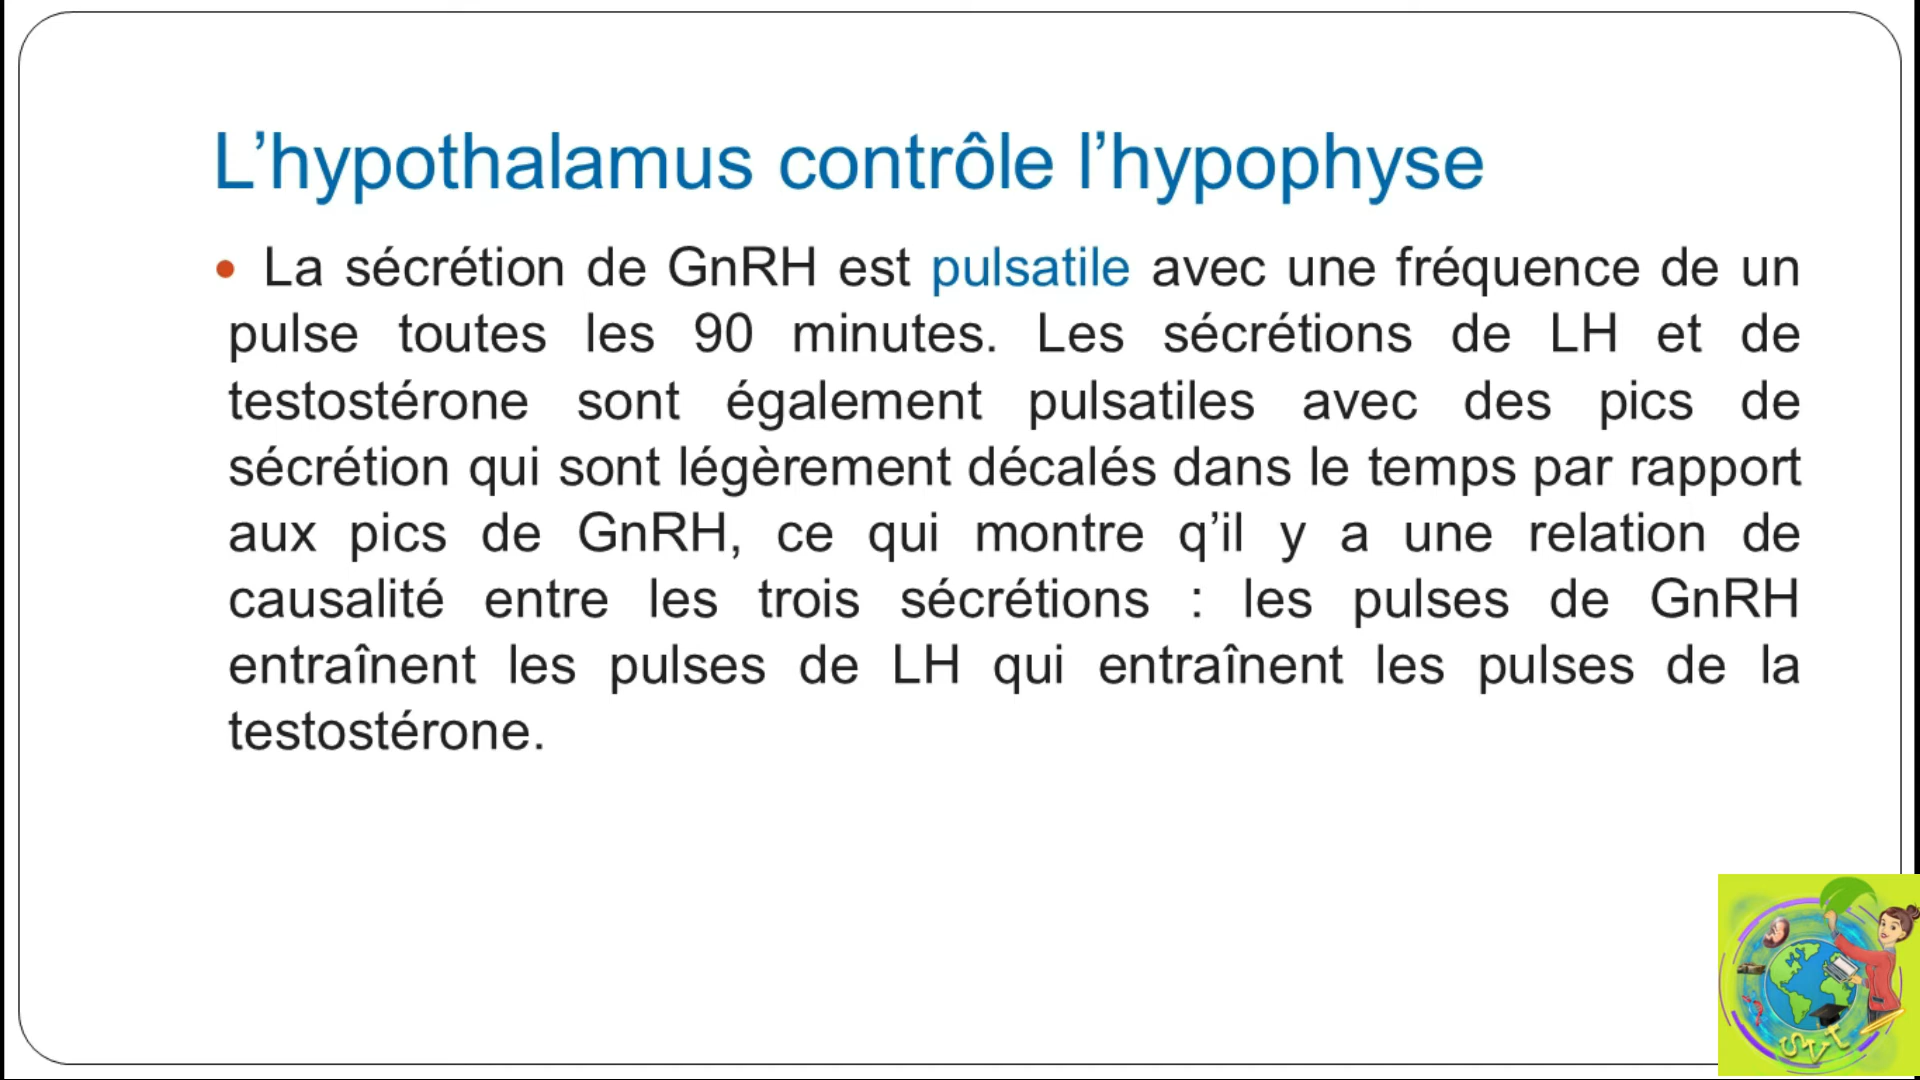 L’hypothalamus contrôle l’hypophyse
• La sécrétion de GnRH est pulsatile avec une fréquence de un
pulse toutes les 90 minutes. Les sécrétions de LH et de
testostérone sont également pulsatiles avec des pics de
sécrétion qui sont légèrement décalés dans le temps par rapport
aux pics de GnRH, ce qui montre q’il y a une relation de
causalité entre les trois sécrétions : les pulses de GnRH
entraînent les pulses de LH qui entraînent les pulses de la
testostérone.
SVT